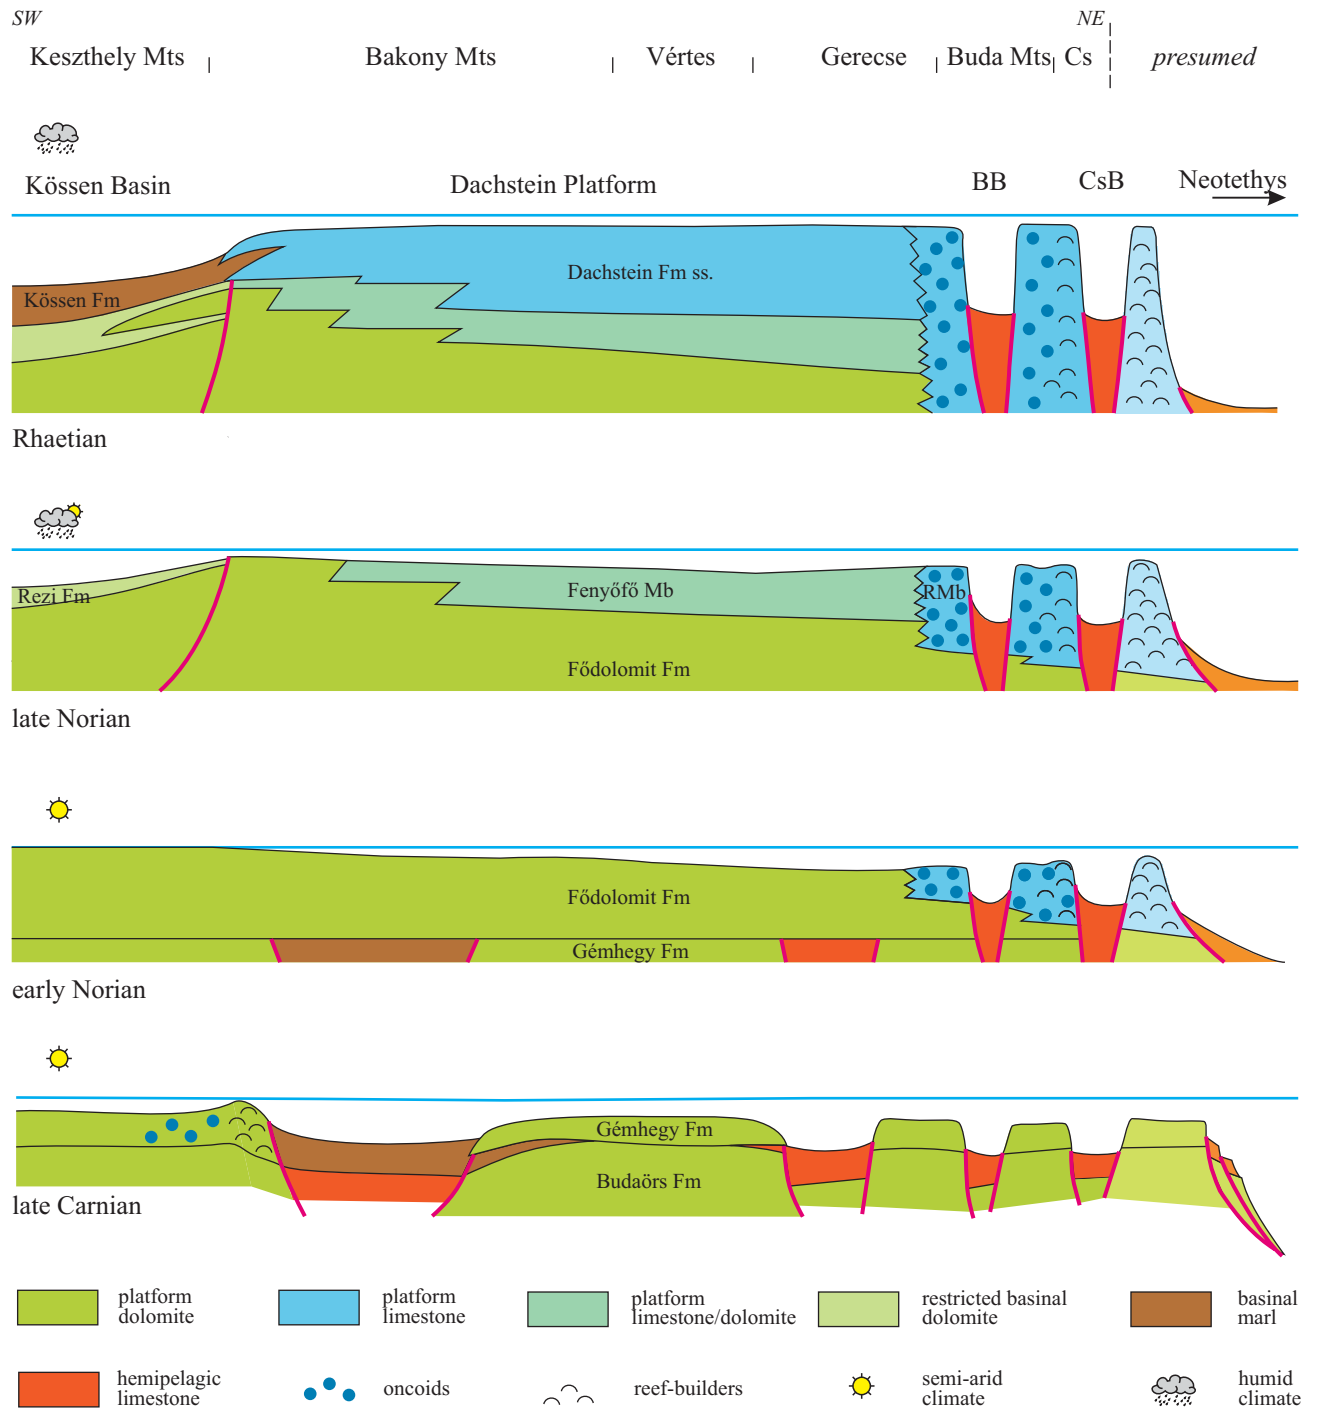 SW
NE
Keszthely Mts
Bakony Mts
Vértes
Gerecse
Buda Mts
Cs
presumed
Kössen Basin
Dachstein Platform
BB
CsB
Neotethys
Dachstein Fm ss.
Kössen Fm
Rhaetian
Rezi Fm
Fenyőfő Mb
RMb
Fődolomit Fm
late Norian
Fődolomit Fm
Gémhegy Fm
early Norian
Gémhegy Fm
Budaörs Fm
late Carnian
platform
dolomite
platform
limestone
platform
limestone/dolomite
restricted basinal
dolomite
basinal
marl
hemipelagic
limestone
oncoids
reef-builders
semi-arid
climate
humid
climate